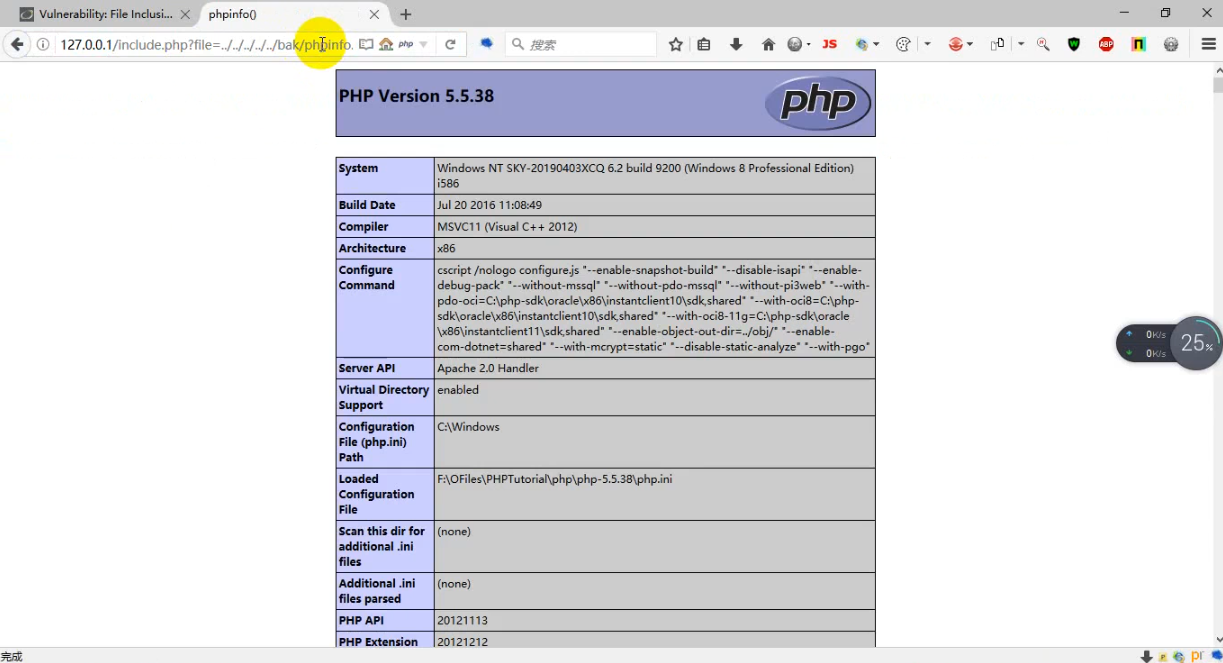 Vulnerability: File Inclusi...
phpinfo()
127.0.0.1/include.php?file=../../../../../bak/phpinfo.
php
搜索
JS
W
ABP
PHP Version 5.5.38
php
System
Windows NT SKY-20190403XCQ 6.2 build 9200 (Windows 8 Professional Edition)
i586
Build Date
Jul 20 2016 11:08:49
Compiler
MSVC11 (Visual C++ 2012)
Architecture
x86
Configure
Command
cscript /nologo configure.js "--enable-snapshot-build" "--disable-isapi" "--enable-
debug-pack" "--without-mssql" "--without-pdo-mssql" "--without-pi3web" "--with-
pdo-oci=C:\php-sdk\oracle\x86\instantclient10\sdk,shared" "--with-oci8=C:\php-
sdk\oracle\x86\instantclient10\sdk,shared" "--with-oci8-11g=C:\php-sdk\oracle
\x86\instantclient11\sdk,shared" "--enable-object-out-dir=../obj/" "--enable-
com-dotnet=shared" "--with-mcrypt=static" "--disable-static-analyze" "--with-pgo"
Server API
Apache 2.0 Handler
Virtual Directory
Support
enabled
Configuration
File (php.ini)
Path
C:\Windows
Loaded
Configuration
File
F:\OFiles\PHPTutorial\php\php-5.5.38\php.ini
Scan this dir for
additional .ini
files
(none)
Additional .ini
files parsed
(none)
PHP API
20121113
PHP Extension
20121212
0K/s
0K/s
25%
完成